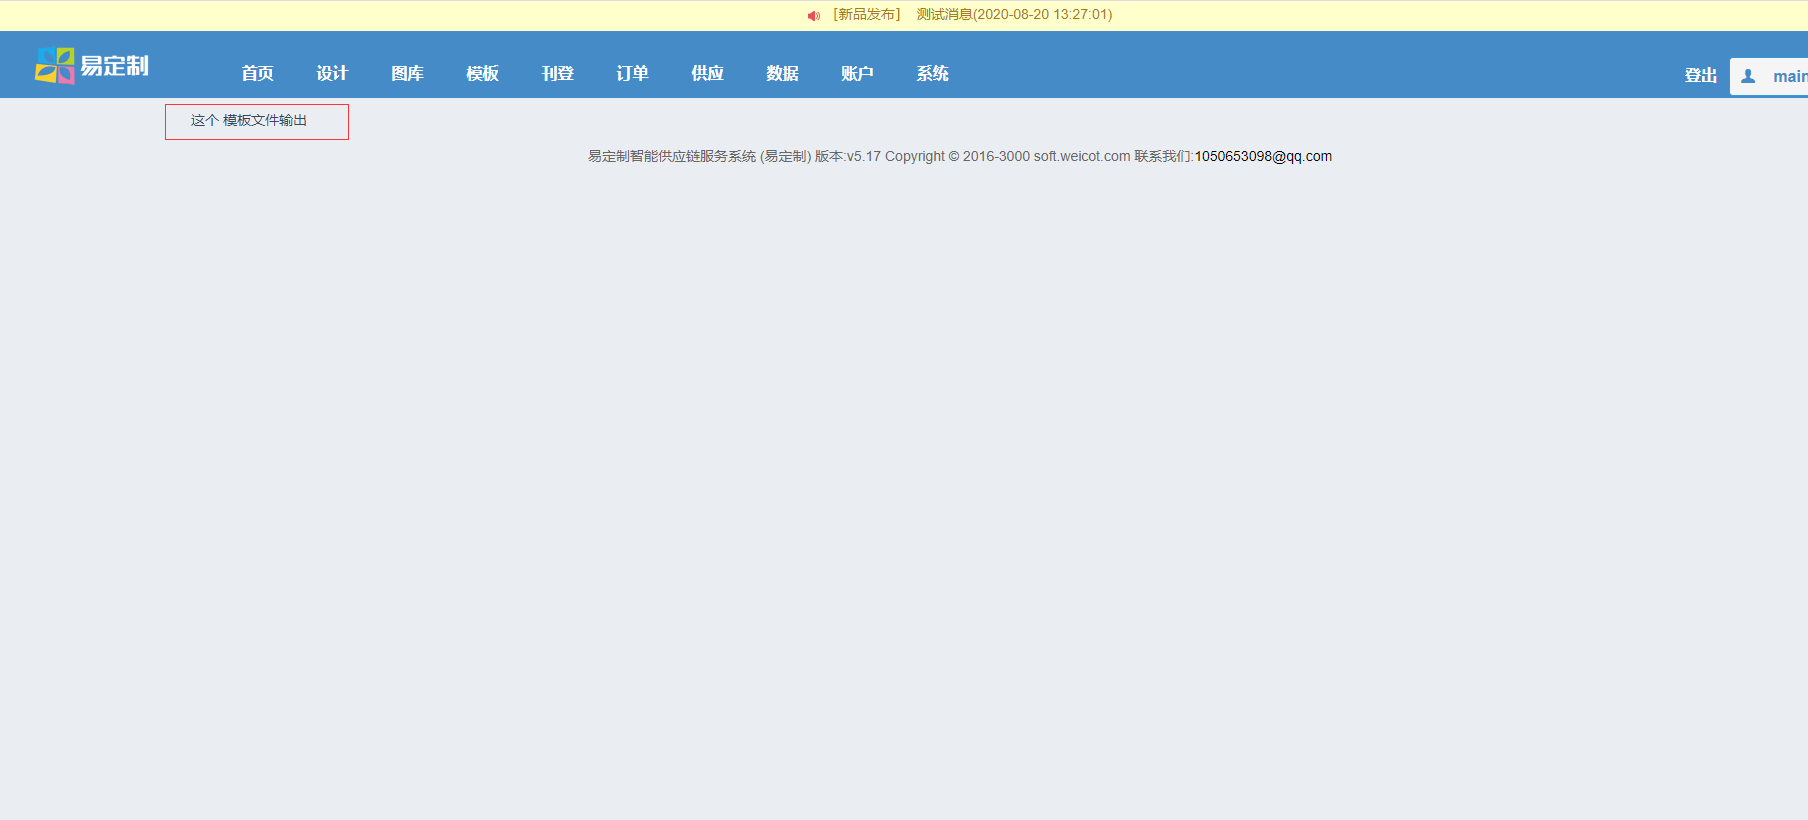 [新品发布] 测试消息(2020-08-20 13:27:01)
易定制 首页 设计 图库 模板 刊登 订单 供应 数据 账户 系统 登出 main
这个 模板文件输出
易定制智能供应链服务系统 (易定制) 版本:v5.17 Copyright © 2016-3000 soft.weicot.com 联系我们:1050653098@qq.com